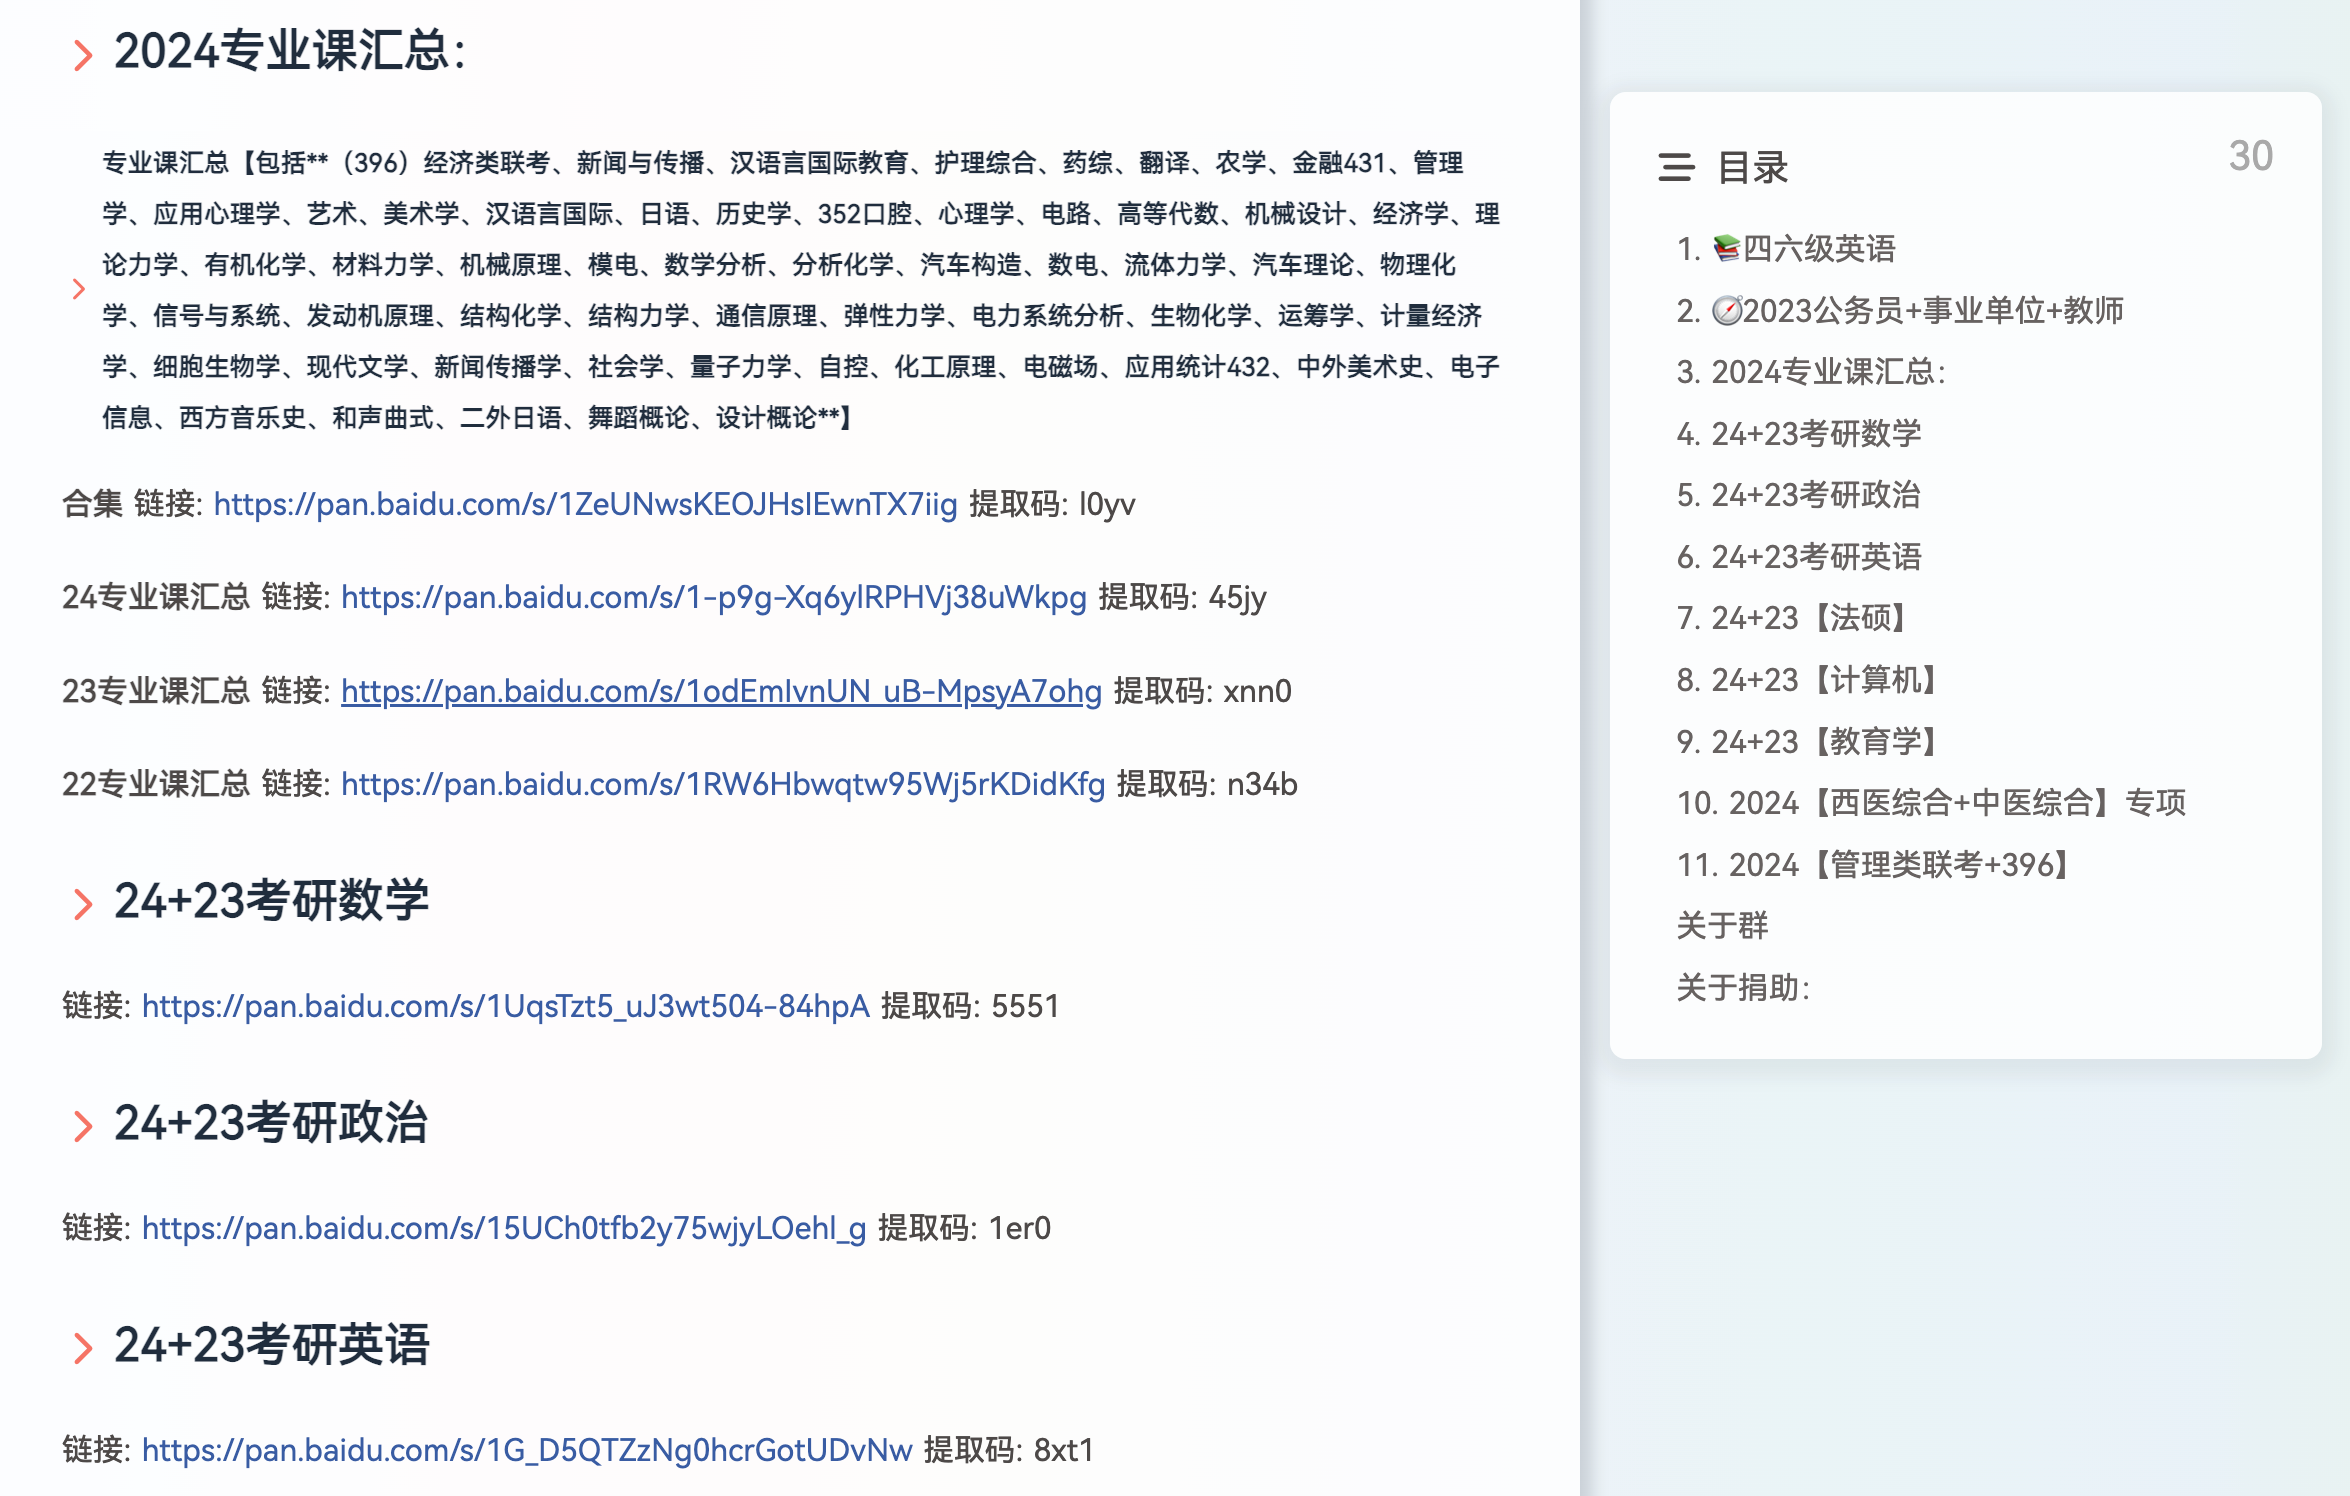 2024专业课汇总：
专业课汇总【包括**（396）经济类联考、新闻与传播、汉语言国际教育、护理综合、药综、翻译、农学、金融431、管理
学、应用心理学、艺术、美术学、汉语言国际、日语、历史学、352口腔、心理学、电路、高等代数、机械设计、经济学、理
论力学、有机化学、材料力学、机械原理、模电、数学分析、分析化学、汽车构造、数电、流体力学、汽车理论、物理化
学、信号与系统、发动机原理、结构化学、结构力学、通信原理、弹性力学、电力系统分析、生物化学、运筹学、计量经济
学、细胞生物学、现代文学、新闻传播学、社会学、量子力学、自控、化工原理、电磁场、应用统计432、中外美术史、电子
信息、西方音乐史、和声曲式、二外日语、舞蹈概论、设计概论**】
合集 链接: https://pan.baidu.com/s/1ZeUNwsKEOJHslEwnTX7iig 提取码: l0yv
24专业课汇总 链接: https://pan.baidu.com/s/1-p9g-Xq6ylRPHVj38uWkpg 提取码: 45jy
23专业课汇总 链接: https://pan.baidu.com/s/1odEmIvnUN_uB-MpsyA7ohg 提取码: xnn0
22专业课汇总 链接: https://pan.baidu.com/s/1RW6Hbwqtw95Wj5rKDidKfg 提取码: n34b
24+23考研数学
链接: https://pan.baidu.com/s/1UqsTzt5_uJ3wt504-84hpA 提取码: 5551
24+23考研政治
链接: https://pan.baidu.com/s/15UCh0tfb2y75wjyLOehl_g 提取码: 1er0
24+23考研英语
链接: https://pan.baidu.com/s/1G_D5QTZzNg0hcrGotUDvNw 提取码: 8xt1
目录
30
1. 📚四六级英语
2. 🧭2023公务员+事业单位+教师
3. 2024专业课汇总：
4. 24+23考研数学
5. 24+23考研政治
6. 24+23考研英语
7. 24+23【法硕】
8. 24+23【计算机】
9. 24+23【教育学】
10. 2024【西医综合+中医综合】专项
11. 2024【管理类联考+396】
关于群
关于捐助：